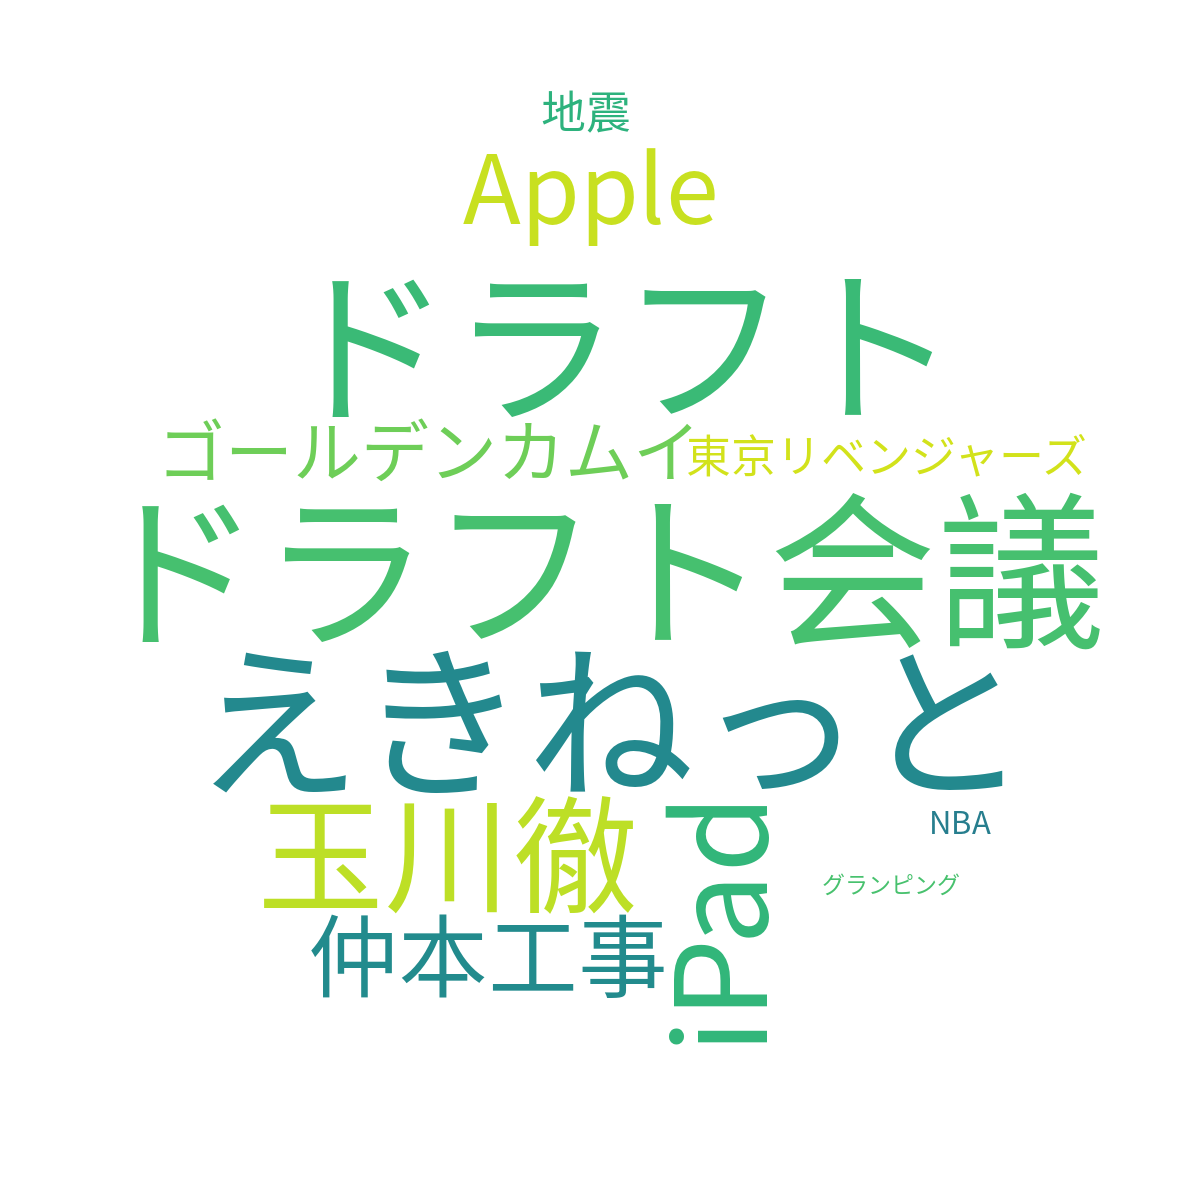 地震
Apple
ドラフト
ゴールデンカムイ
東京リベンジャーズ
ドラフト会議
えきねっと
玉川徹
iPad
NBA
グランピング
仲本工事